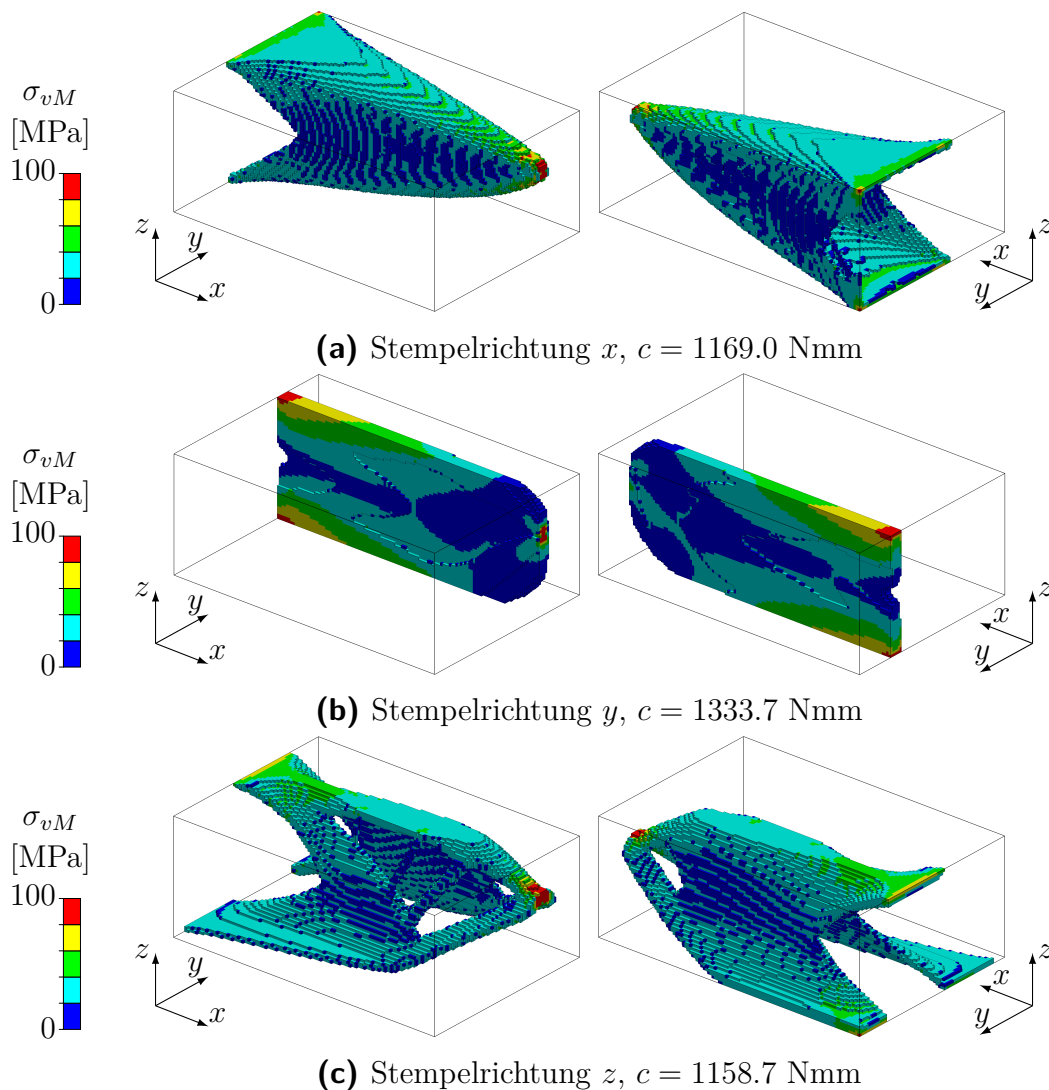 σvM
[MPa]
100
0
z
y
x
z
x
y
(a) Stempelrichtung x, c = 1169.0 Nmm
σvM
[MPa]
100
0
z
y
x
z
x
y
(b) Stempelrichtung y, c = 1333.7 Nmm
σvM
[MPa]
100
0
z
y
x
z
x
y
(c) Stempelrichtung z, c = 1158.7 Nmm